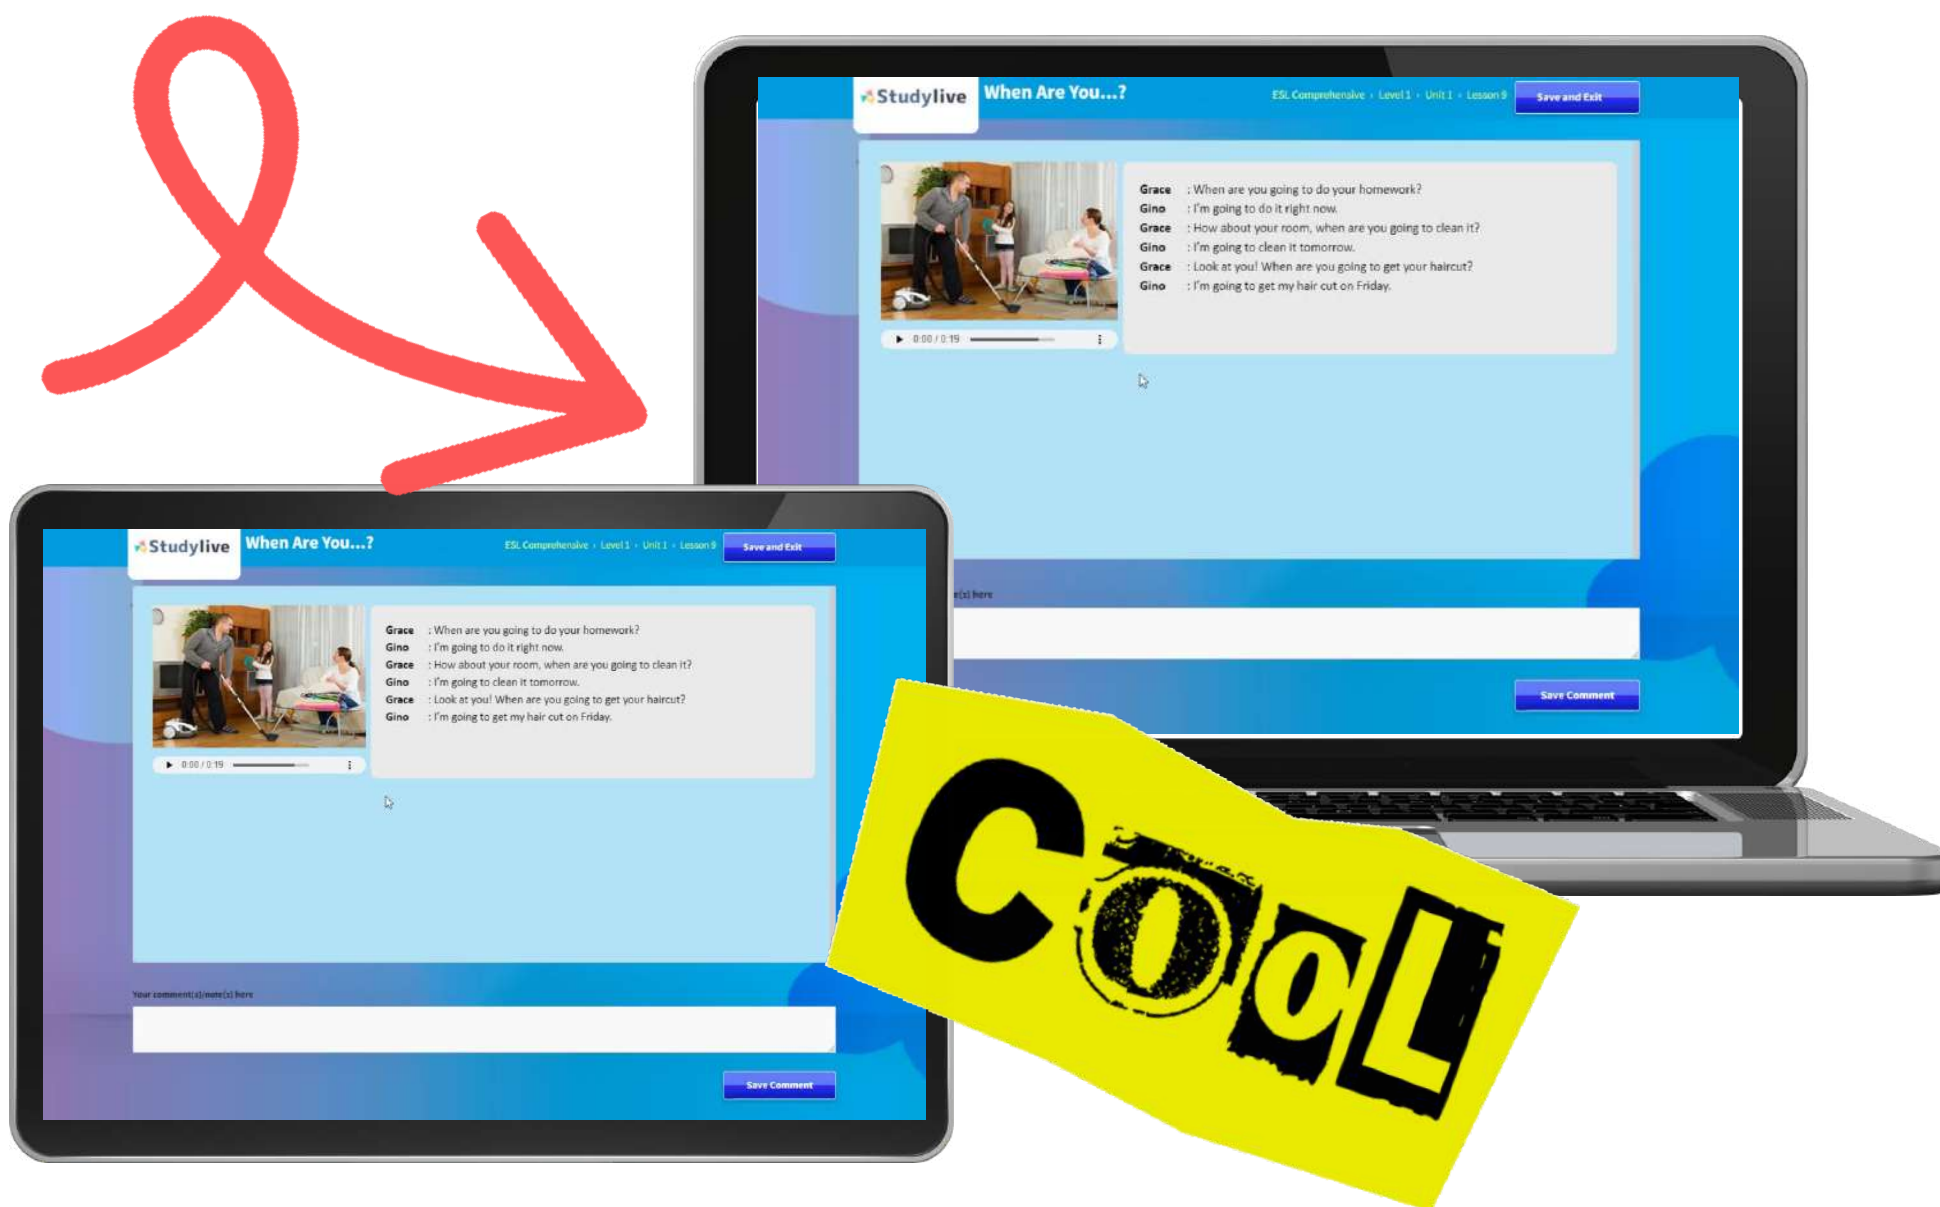 Studylive
When Are You...?
ESL Comprehensive › Level 1 › Unit 1 › Lesson 9
Save and Exit
Grace : When are you going to do your homework?
Gino : I'm going to do it right now.
Grace : How about your room, when are you going to clean it?
Gino : I'm going to clean it tomorrow.
Grace : Look at you! When are you going to get your haircut?
Gino : I'm going to get my hair cut on Friday.
0:00 / 0:19
e(s) here
Save Comment
Studylive
When Are You...?
ESL Comprehensive › Level 1 › Unit 1 › Lesson 9
Save and Exit
Grace : When are you going to do your homework?
Gino : I'm going to do it right now.
Grace : How about your room, when are you going to clean it?
Gino : I'm going to clean it tomorrow.
Grace : Look at you! When are you going to get your haircut?
Gino : I'm going to get my hair cut on Friday.
0:00 / 0:19
Your comment(s)/note(s) here
Save Comment
CooL